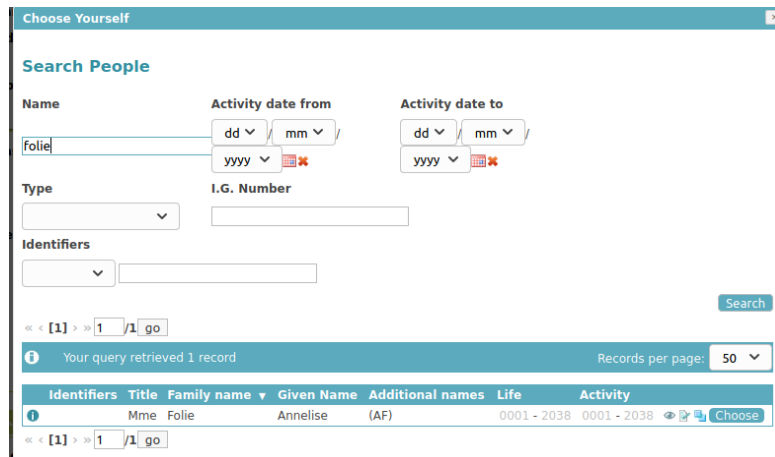 Choose Yourself
Search People
Name Activity date from Activity date to
dd / mm / dd / mm /
folie
yyyy yyyy
Type I.G. Number
Identifiers
Search
« ‹ [1] › » 1 /1 go
Your query retrieved 1 record Records per page: 50
Identifiers Title Family name ▼ Given Name Additional names Life Activity
Mme Folie Annelise (AF) 0001 - 2038 0001 - 2038 Choose
« ‹ [1] › » 1 /1 go